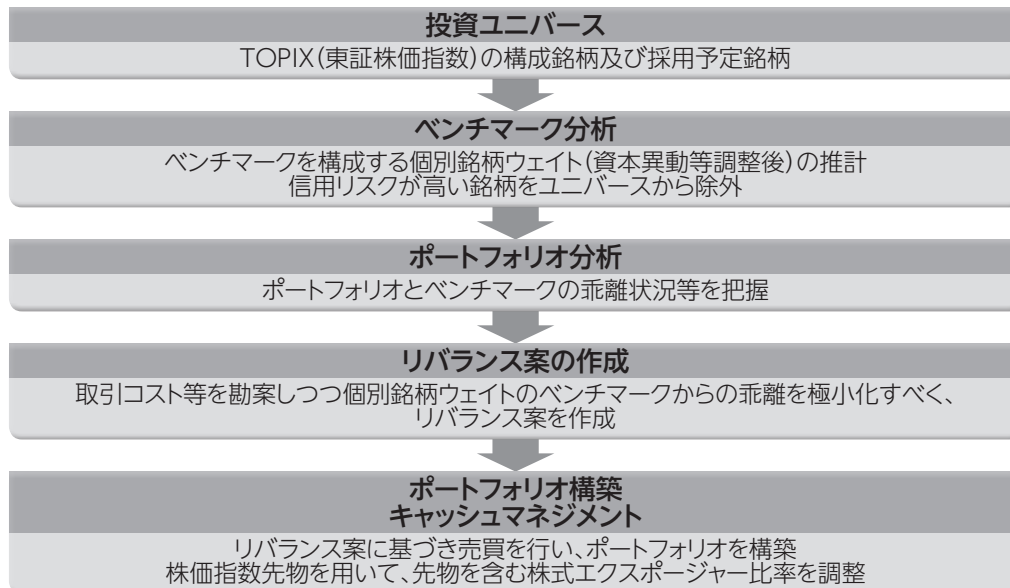 投資ユニバース
TOPIX（東証株価指数）の構成銘柄及び採用予定銘柄
ベンチマーク分析
ベンチマークを構成する個別銘柄ウェイト（資本異動等調整後）の推計
信用リスクが高い銘柄をユニバースから除外
ポートフォリオ分析
ポートフォリオとベンチマークの乖離状況等を把握
リバランス案の作成
取引コスト等を勘案しつつ個別銘柄ウェイトのベンチマークからの乖離を極小化すべく、
リバランス案を作成
ポートフォリオ構築
キャッシュマネジメント
リバランス案に基づき売買を行い、ポートフォリオを構築
株価指数先物を用いて、先物を含む株式エクスポージャー比率を調整